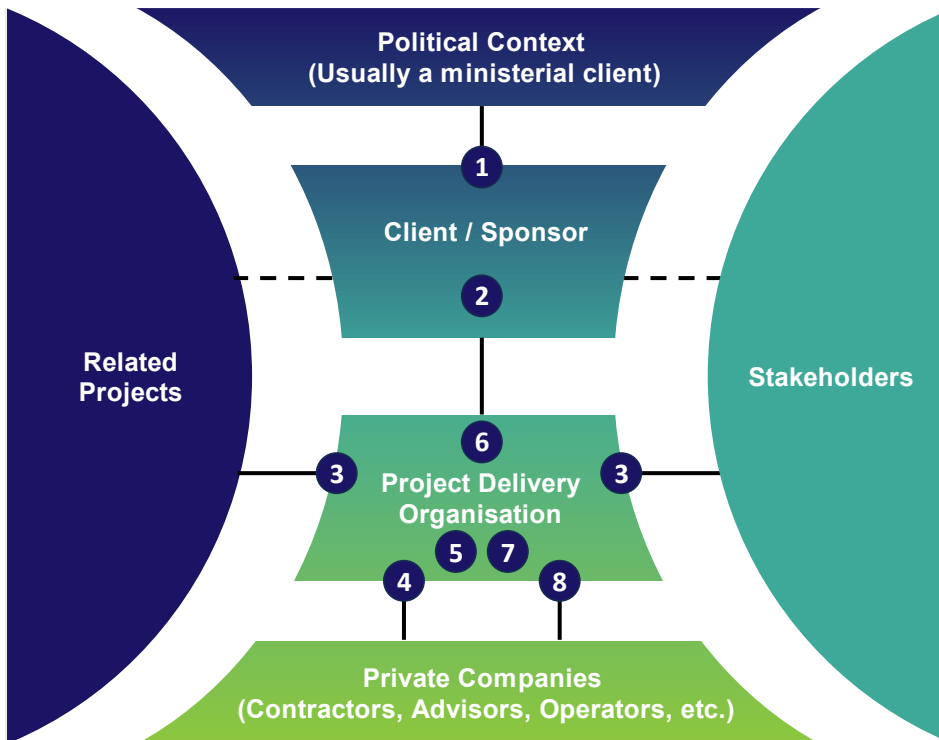 Political Context
(Usually a ministerial client)
1
Client / Sponsor
2
Related
Projects
Stakeholders
6
3
3
Project Delivery
Organisation
5
7
4
8
Private Companies
(Contractors, Advisors, Operators, etc.)